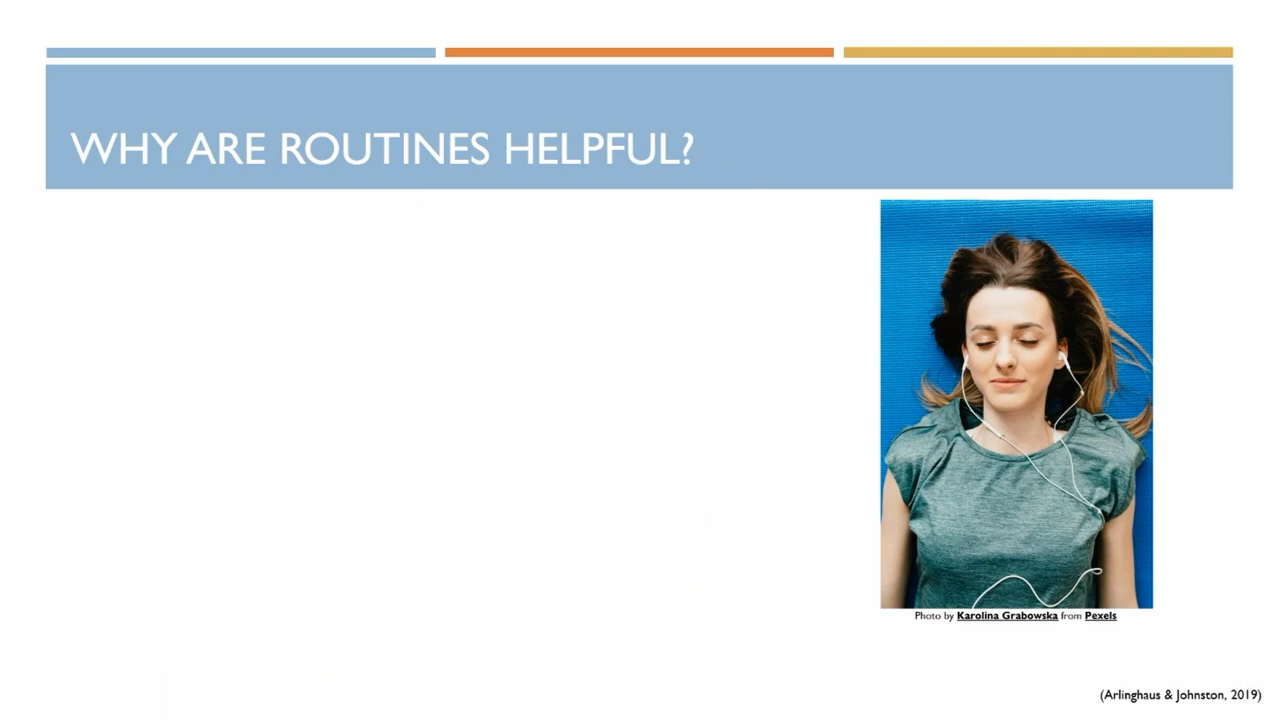 WHY ARE ROUTINES HELPFUL?
Photo by Karolina Grabowska from Pexels
(Arlinghaus & Johnston, 2019)